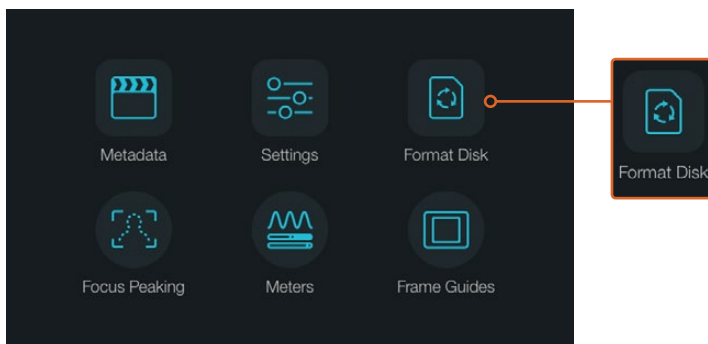 Metadata
Settings
Format Disk
Format Disk
Focus Peaking
Meters
Frame Guides